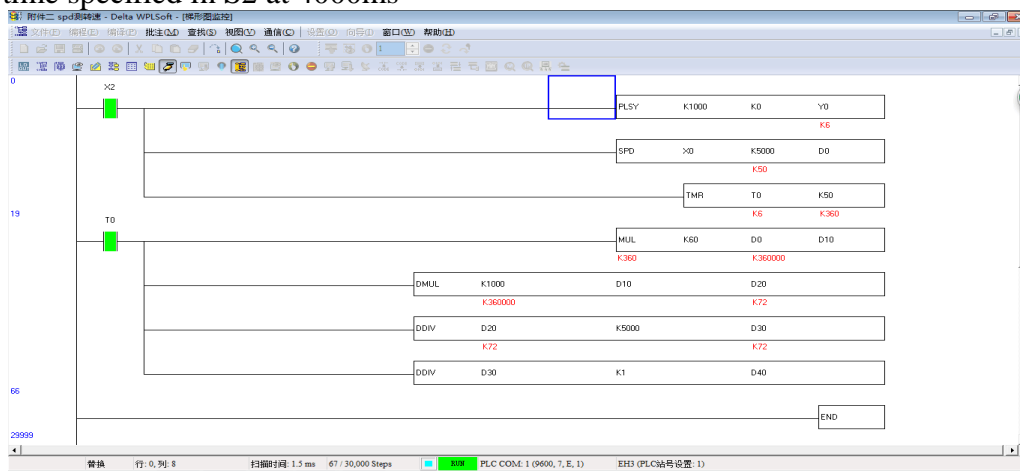 time specified in S2 at 4000ms
附件二 spd测转速 - Delta WPLSoft - [梯形图监控]
文件(F) 编程(E) 编译(P) 批注(M) 查找(S) 视图(V) 通信(C) 设置(O) 向导(I) 窗口(W) 帮助(H)
0
X2
PLSY K1000 K0 Y0
K6
SPD X0 K5000 D0
K50
TMR T0 K50
K6 K360
19
T0
MUL K60 D0 D10
K360 K360000
DMUL K1000 D10 D20
K360000 K72
DDIV D20 K5000 D30
K72 K72
DDIV D30 K1 D40
66
END
29999
替换 行: 0, 列: 8 扫描时间: 1.5 ms 67 / 30,000 Steps RUN PLC COM: 1 (9600, 7, E, 1) EH3 (PLC站号设置: 1)